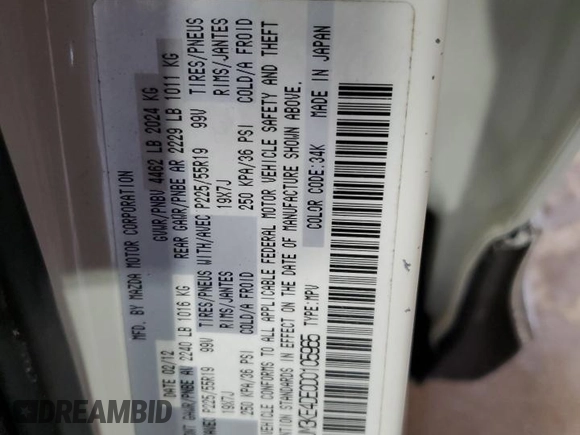 MFD. BY MAZDA MOTOR CORPORATION
DATE 02/12 GVWR/PNBV 4462 LB 2024 KG
GAWR/PNBE AV 2240 LB 1016 KG REAR GAWR/PNBE AR 2229 LB 1011 KG
P225/55R19 99V TIRES/PNEUS WITH/AVEC P225/55R19 99V TIRES/PNEUS
19X7J RIMS/JANTES 19X7J RIMS/JANTES
250 KPA/36 PSI COLD/A FROID 250 KPA/36 PSI COLD/A FROID
VEHICLE CONFORMS TO ALL APPLICABLE FEDERAL MOTOR VEHICLE SAFETY AND THEFT
STANDARDS IN EFFECT ON THE DATE OF MANUFACTURE SHOWN ABOVE.
TYPE: MPV COLOR CODE: 34K MADE IN JAPAN
EPICVIN